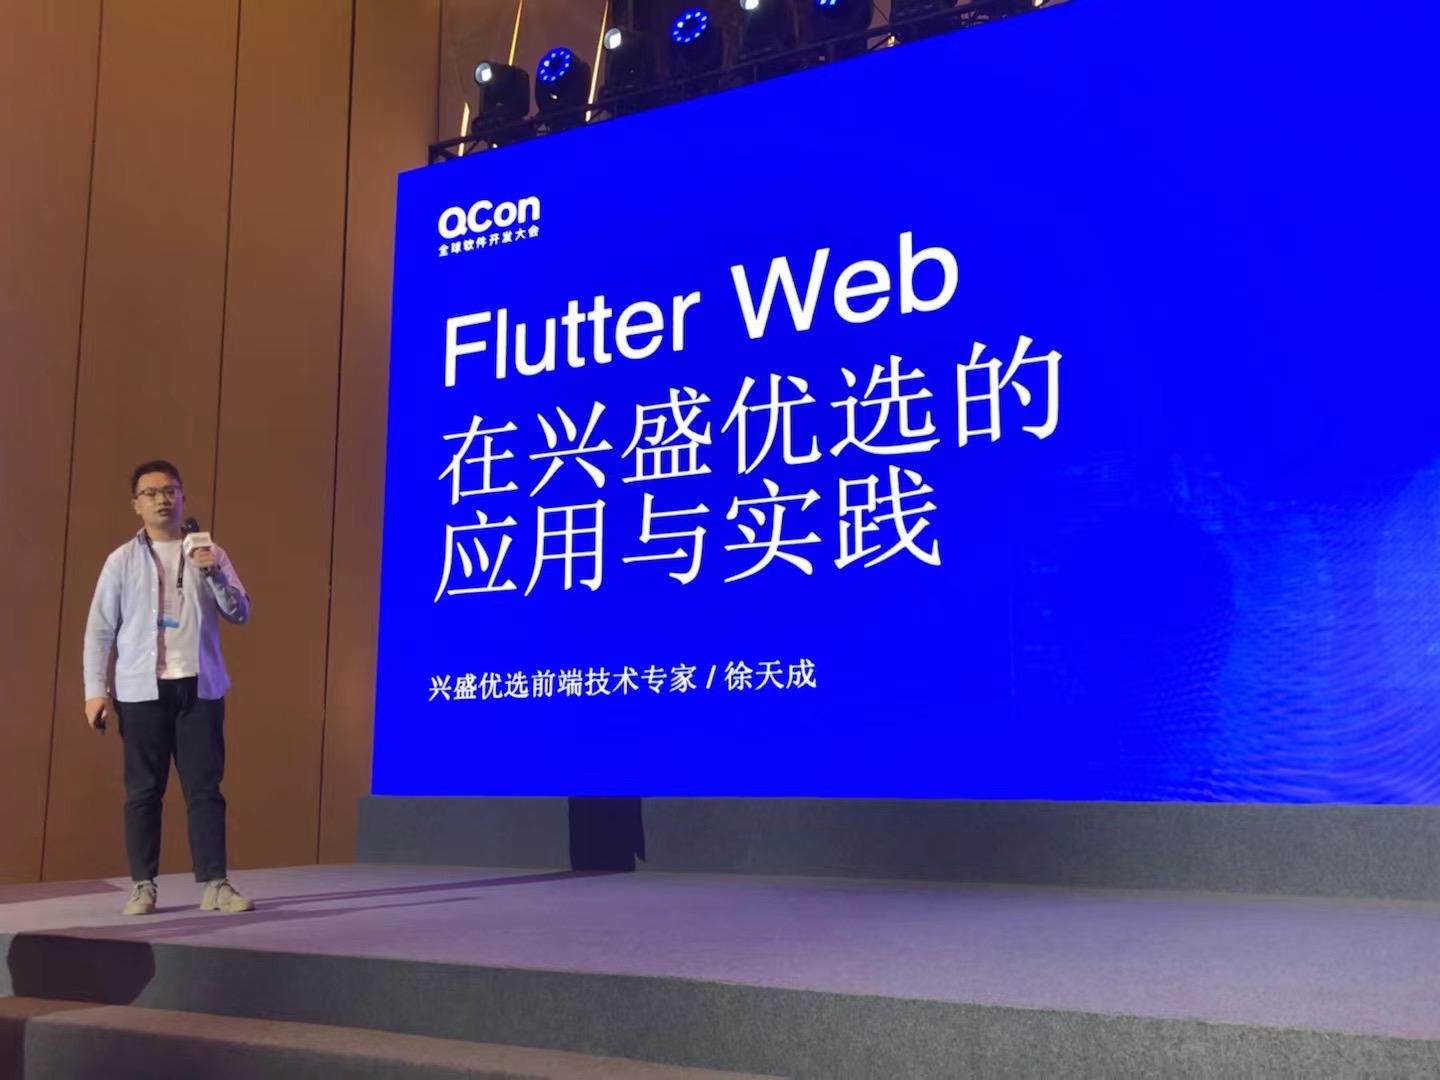 QCon
全球软件开发大会
Flutter Web
在兴盛优选的
应用与实践
兴盛优选前端技术专家 / 徐天成